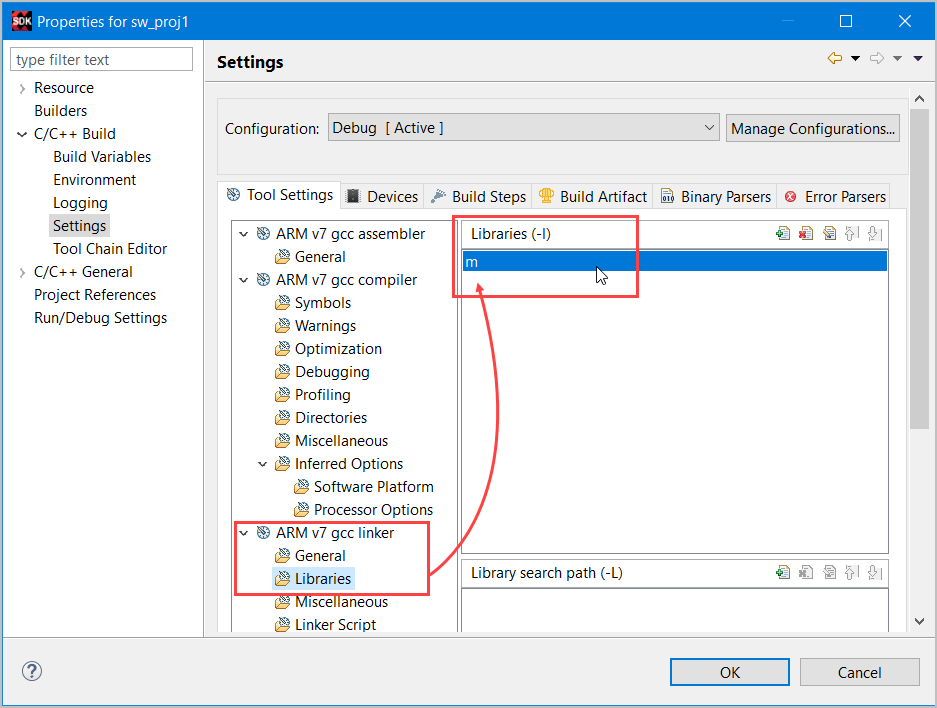 SDK Properties for sw_proj1
type filter text
Settings
Resource
Builders
C/C++ Build
Build Variables
Environment
Logging
Settings
Tool Chain Editor
C/C++ General
Project References
Run/Debug Settings
Configuration: Debug [ Active ] Manage Configurations...
Tool Settings Devices Build Steps Build Artifact Binary Parsers Error Parsers
ARM v7 gcc assembler
General
ARM v7 gcc compiler
Symbols
Warnings
Optimization
Debugging
Profiling
Directories
Miscellaneous
Inferred Options
Software Platform
Processor Options
ARM v7 gcc linker
General
Libraries
Miscellaneous
Linker Script
Libraries (-l)
m
Library search path (-L)
?
OK Cancel